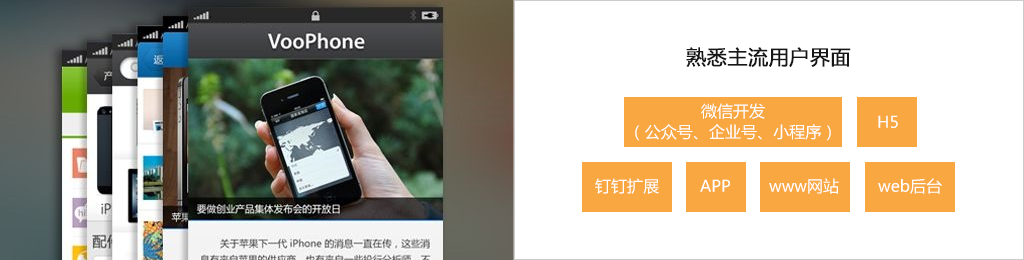 VooPhone
返
产
要做创业产品集体发布会的开放日
苹果
iP
配件
关于苹果下一代 iPhone 的消息一直在传，这些消
熟悉主流用户界面
微信开发
（公众号、企业号、小程序）
H5
钉钉扩展
APP
www网站
web后台